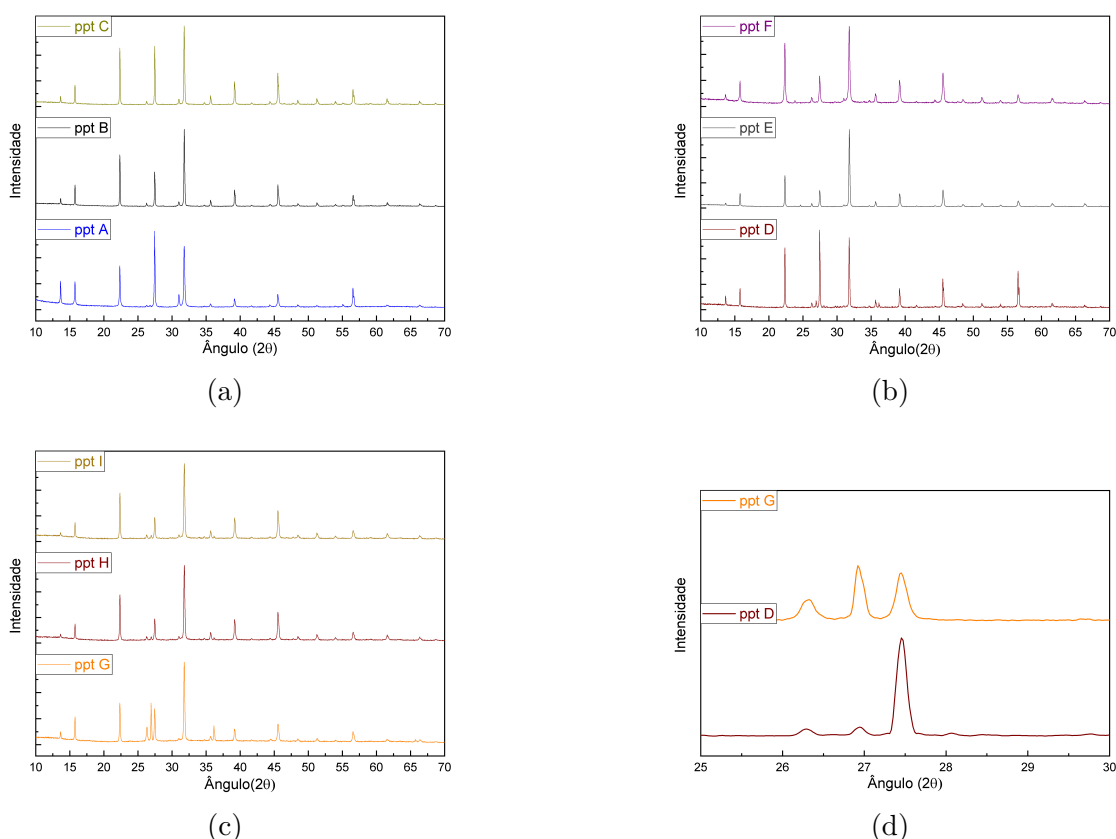 ppt C
ppt B
ppt A
Intensidade
10 15 20 25 30 35 40 45 50 55 60 65 70
Ângulo (2θ)
(a)
ppt F
ppt E
ppt D
Intensidade
10 15 20 25 30 35 40 45 50 55 60 65 70
Ângulo(2θ)
(b)
ppt I
ppt H
ppt G
Intensidade
10 15 20 25 30 35 40 45 50 55 60 65 70
Ângulo(2θ)
(c)
ppt G
ppt D
Intensidade
25 26 27 28 29 30
Ângulo (2θ)
(d)